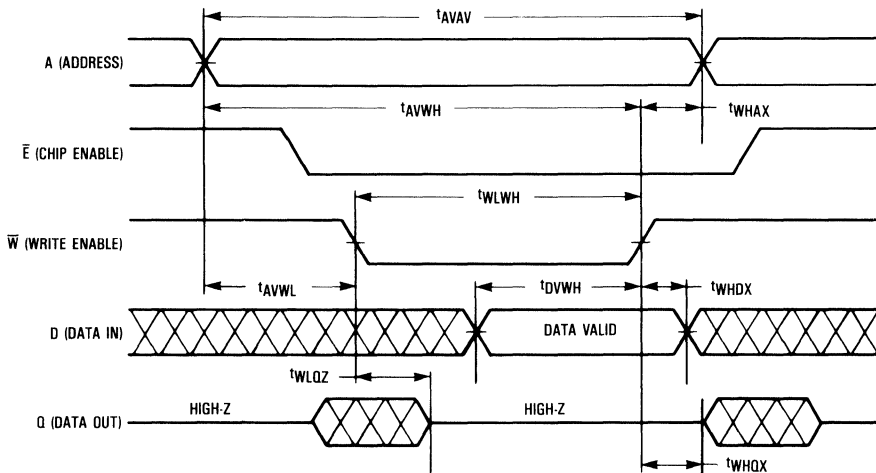 tAVAV
A (ADDRESS)
tAVWH
tWHAX
E̅ (CHIP ENABLE)
tWLWH
W̅ (WRITE ENABLE)
tAVWL
tDVWH
tWHDX
D (DATA IN)
DATA VALID
tWLQZ
HIGH-Z
HIGH-Z
Q (DATA OUT)
tWHQX